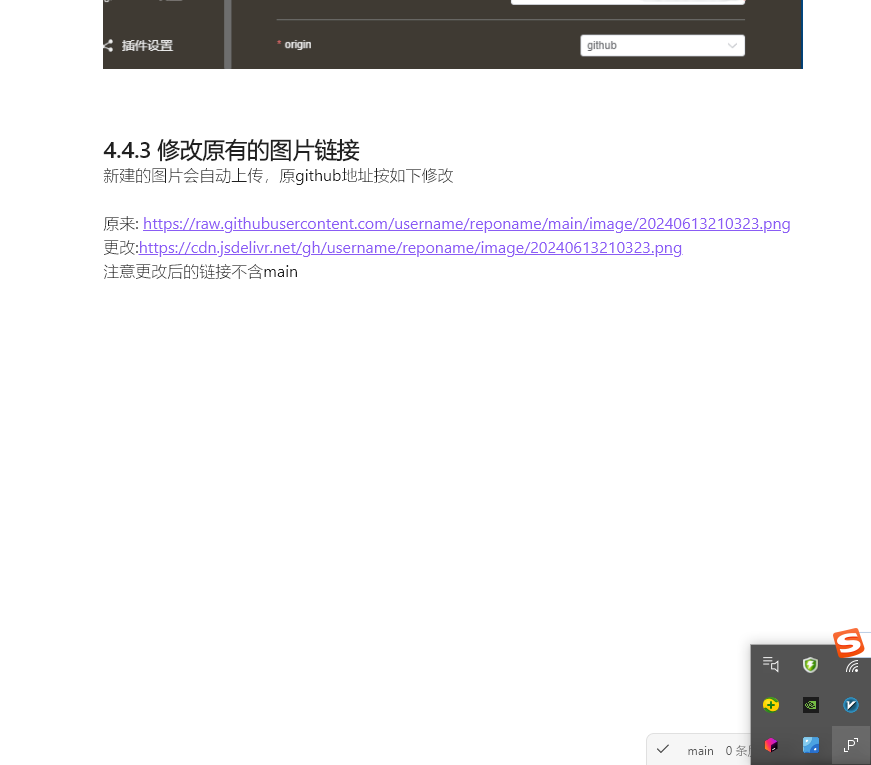 插件设置
* origin
github
4.4.3 修改原有的图片链接
新建的图片会自动上传，原github地址按如下修改
原来: https://raw.githubusercontent.com/username/reponame/main/image/20240613210323.png
更改:https://cdn.jsdelivr.net/gh/username/reponame/image/20240613210323.png
注意更改后的链接不含main
main 0 条